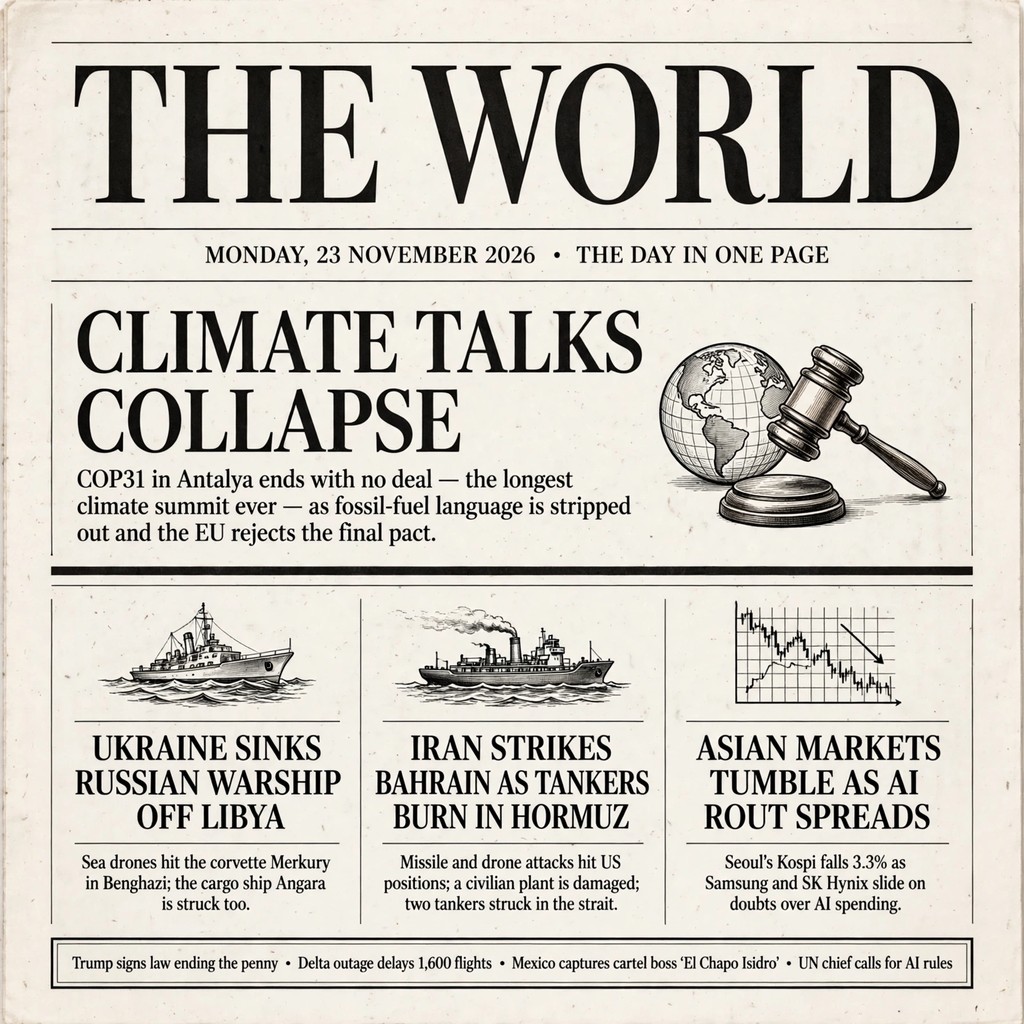 THE WORLD
MONDAY, 23 NOVEMBER 2026 • THE DAY IN ONE PAGE
CLIMATE TALKS
COLLAPSE
COP31 in Antalya ends with no deal — the longest
climate summit ever — as fossil-fuel language is stripped
out and the EU rejects the final pact.
UKRAINE SINKS
RUSSIAN WARSHIP
OFF LIBYA
Sea drones hit the corvette Merkury
in Benghazi; the cargo ship Angara
is struck too.
IRAN STRIKES
BAHRAIN AS TANKERS
BURN IN HORMUZ
Missile and drone attacks hit US
positions; a civilian plant is damaged;
two tankers struck in the strait.
ASIAN MARKETS
TUMBLE AS AI
ROUT SPREADS
Seoul's Kospi falls 3.3% as
Samsung and SK Hynix slide on
doubts over AI spending.
Trump signs law ending the penny • Delta outage delays 1,600 flights • Mexico captures cartel boss ‘El Chapo Isidro’ • UN chief calls for AI rules